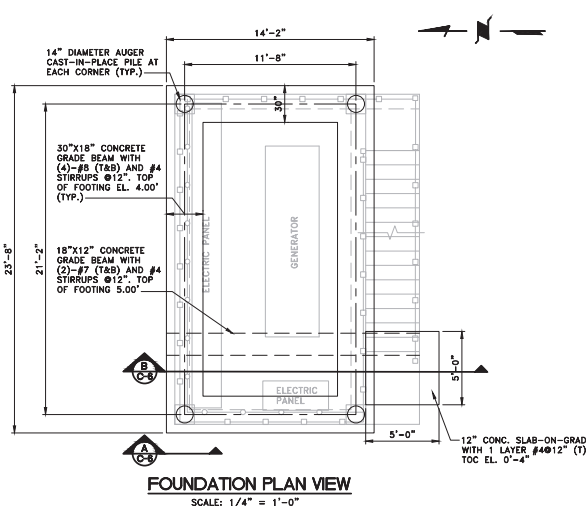 14'-2"
14" DIAMETER AUGER
CAST-IN-PLACE PILE AT
EACH CORNER (TYP.)
11'-8"
30"
30"X18" CONCRETE
GRADE BEAM WITH
(4)-#8 (T&B) AND #4
STIRRUPS @12". TOP
OF FOOTING EL. 4.00'
(TYP.)
23'-8"
21'-2"
ELECTRIC PANEL
GENERATOR
18"X12" CONCRETE
GRADE BEAM WITH
(2)-#7 (T&B) AND #4
STIRRUPS @12". TOP
OF FOOTING 5.00'
B
C-6
5'-0"
ELECTRIC
PANEL
5'-0"
12" CONC. SLAB-ON-GRAD
WITH 1 LAYER #4@12" (T)
TOC EL. 0'-4"
A
C-6
FOUNDATION PLAN VIEW
SCALE: 1/4" = 1'-0"